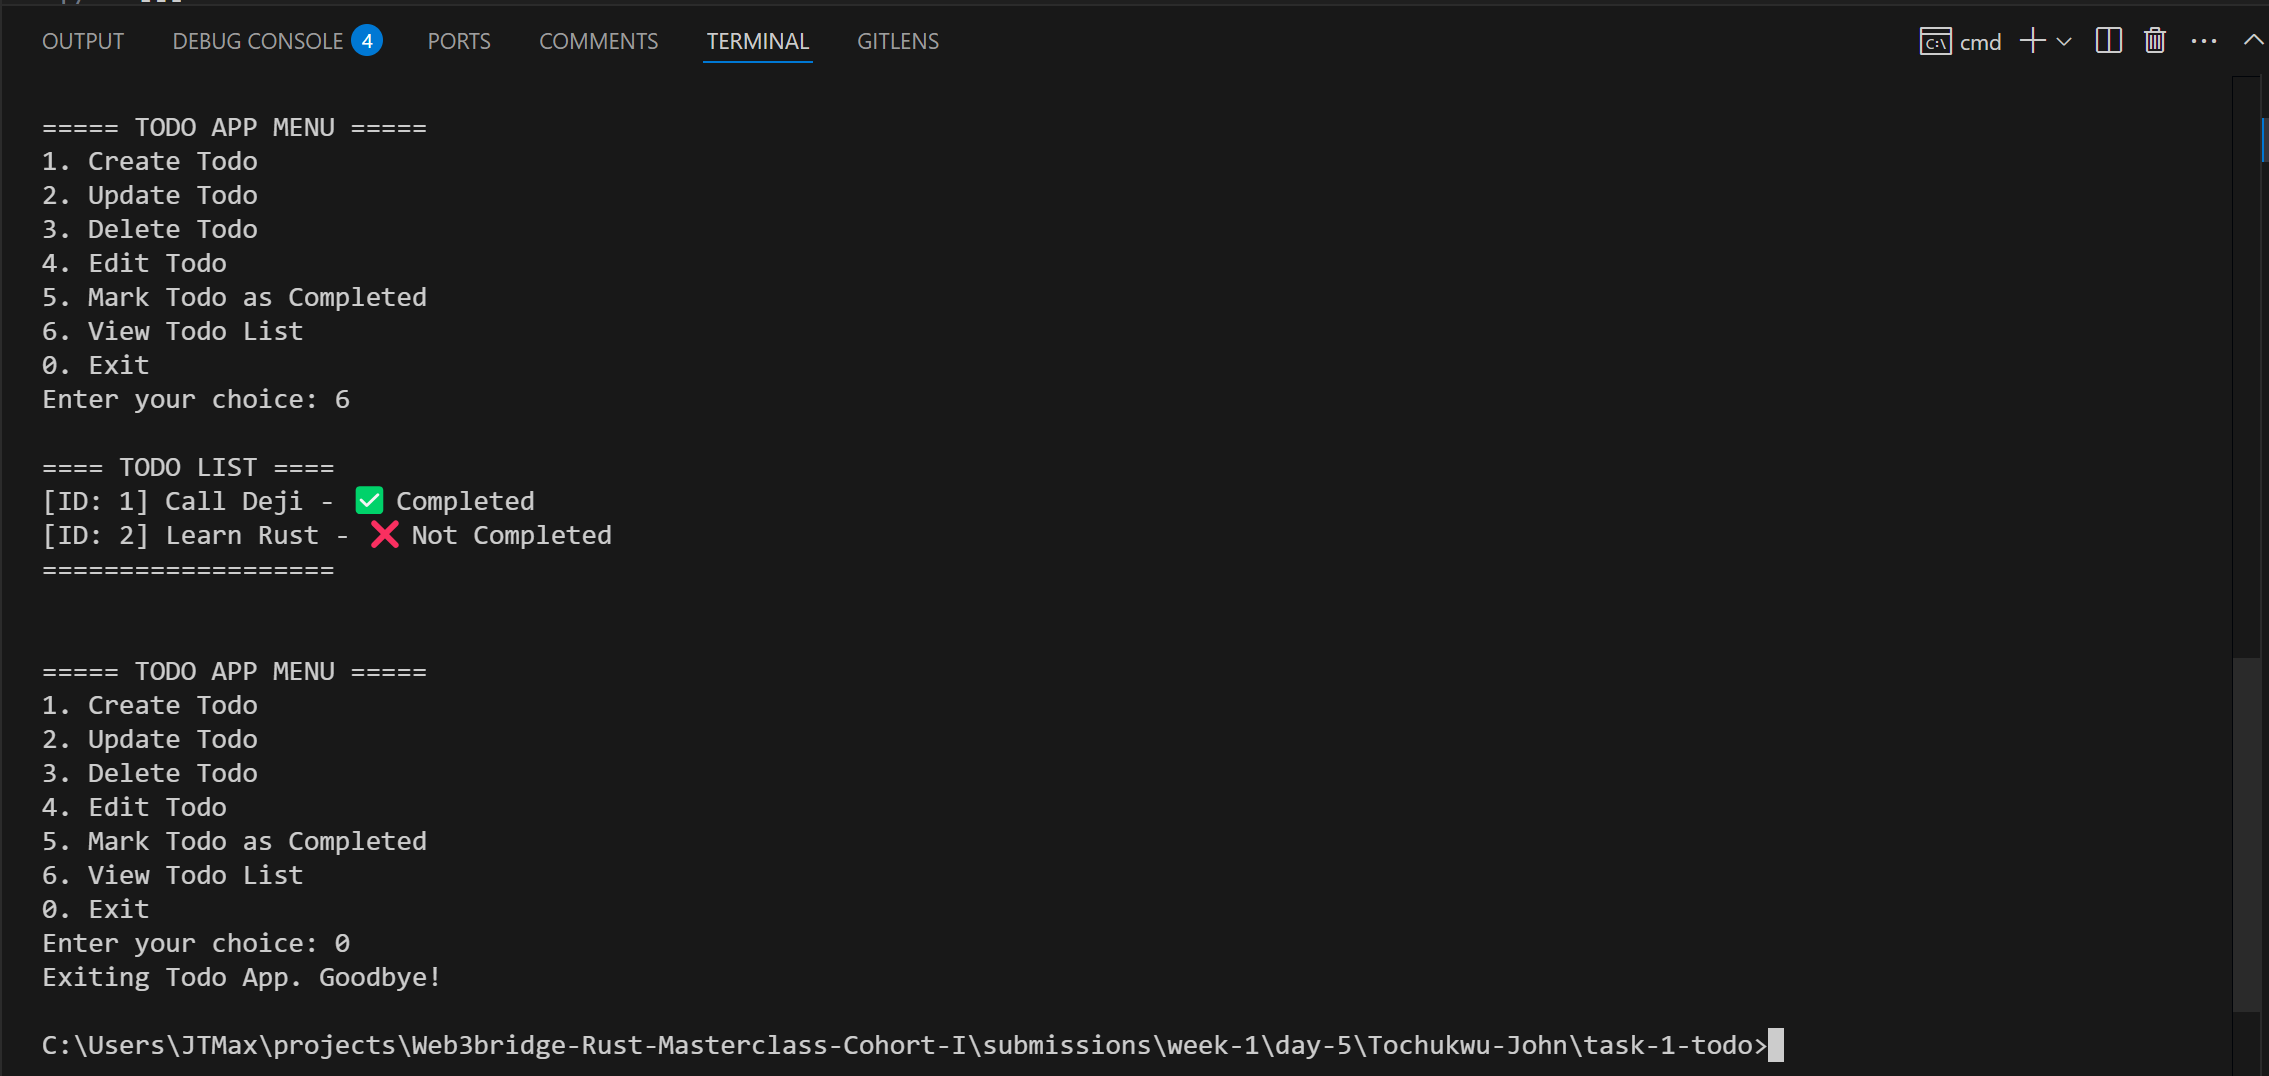 OUTPUT DEBUG CONSOLE 4 PORTS COMMENTS TERMINAL GITLENS C:\ cmd
===== TODO APP MENU =====
1. Create Todo
2. Update Todo
3. Delete Todo
4. Edit Todo
5. Mark Todo as Completed
6. View Todo List
0. Exit
Enter your choice: 6
==== TODO LIST ====
[ID: 1] Call Deji - ✅ Completed
[ID: 2] Learn Rust - ❌ Not Completed
===================
===== TODO APP MENU =====
1. Create Todo
2. Update Todo
3. Delete Todo
4. Edit Todo
5. Mark Todo as Completed
6. View Todo List
0. Exit
Enter your choice: 0
Exiting Todo App. Goodbye!
C:\Users\JTMax\projects\Web3bridge-Rust-Masterclass-Cohort-I\submissions\week-1\day-5\Tochukwu-John\task-1-todo>